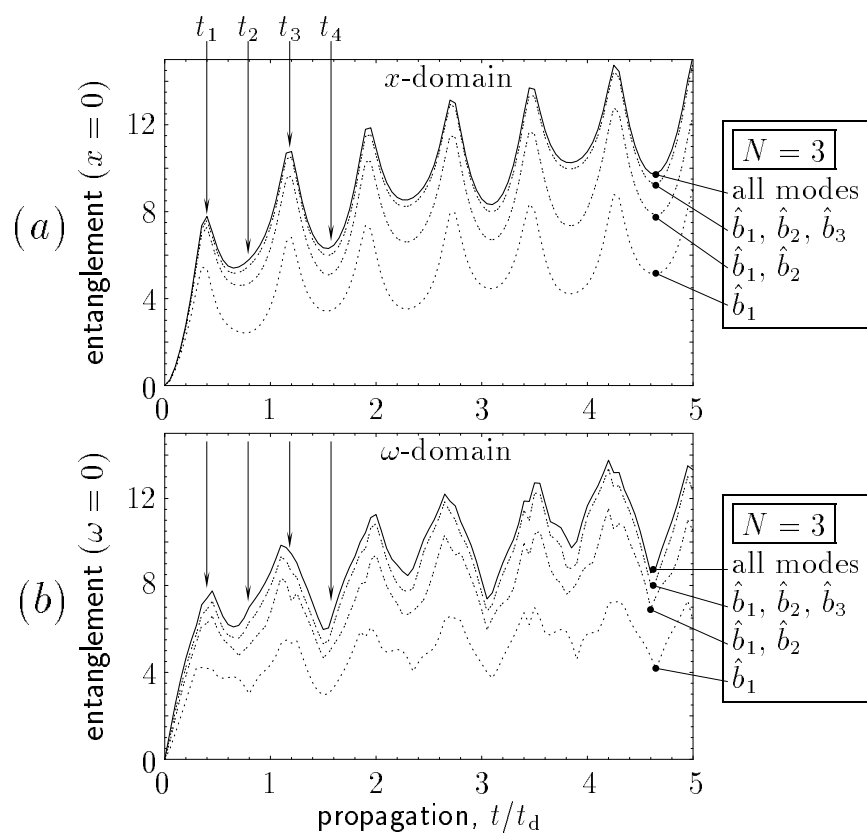 t₁ t₂ t₃ t₄
x-domain
(a)
entanglement (x = 0)
12
8
4
0
0 1 2 3 4 5
N = 3
all modes
b̂₁, b̂₂, b̂₃
b̂₁, b̂₂
b̂₁
ω-domain
(b)
entanglement (ω = 0)
12
8
4
0
0 1 2 3 4 5
propagation, t/t_d
N = 3
all modes
b̂₁, b̂₂, b̂₃
b̂₁, b̂₂
b̂₁